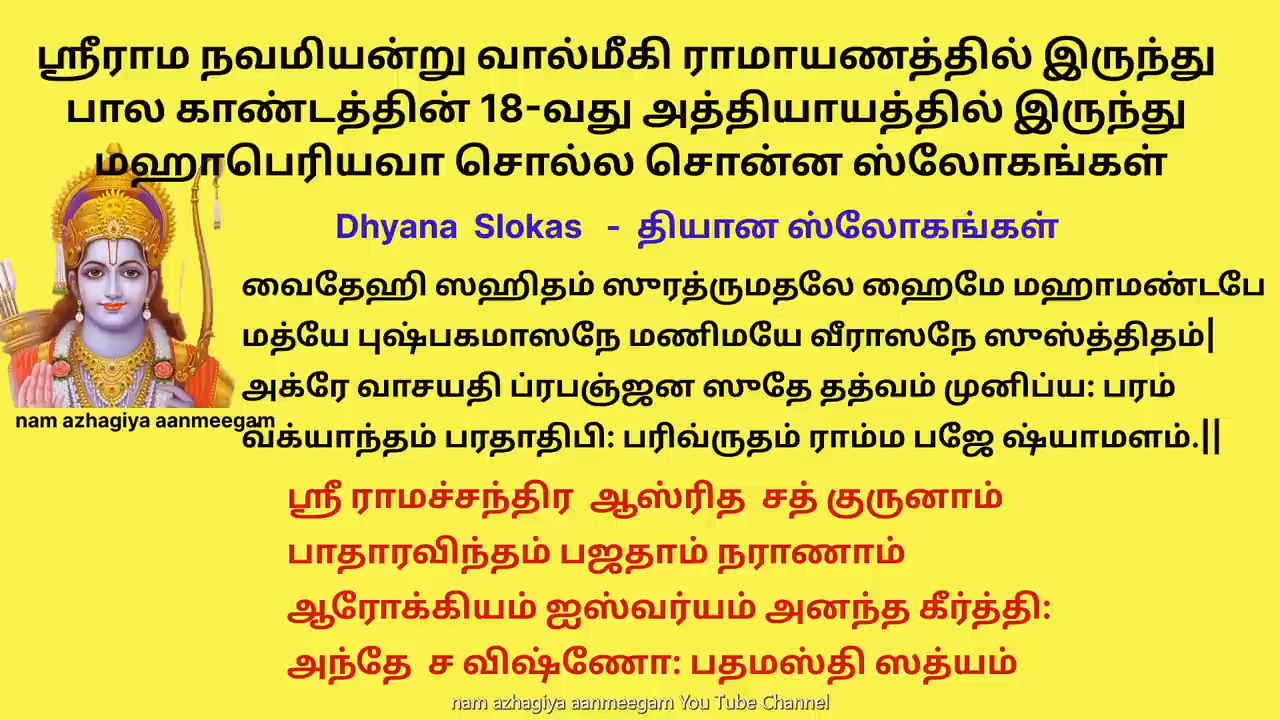 ஸ்ரீராம நவமியன்று வால்மீகி ராமாயணத்தில் இருந்து
பால காண்டத்தின் 18-வது அத்தியாயத்தில் இருந்து
மஹாபெரியவா சொல்ல சொன்ன ஸ்லோகங்கள்
Dhyana Slokas - தியான ஸ்லோகங்கள்
வைதேஹி ஸஹிதம் ஸுரத்ருமதலே ஹைமே மஹாமண்டபே
மத்யே புஷ்பகமாஸநே மணிமயே வீராஸநே ஸுஸ்த்திதம்|
அக்ரே வாசயதி ப்ரபஞ்ஜன ஸுதே தத்வம் முனிப்ய: பரம்
வ்க்யாந்தம் பரதாதிபி: பரிவ்ருதம் ராம்ம பஜே ஷ்யாமளம்.||
nam azhagiya aanmeegam
ஸ்ரீ ராமச்சந்திர ஆஸ்ரித சத் குருனாம்
பாதாரவிந்தம் பஜதாம் நராணாம்
ஆரோக்கியம் ஐஸ்வர்யம் அனந்த கீர்த்தி:
அந்தே ச விஷ்ணோ: பதமஸ்தி ஸத்யம்
nam azhagiya aanmeegam You Tube Channel